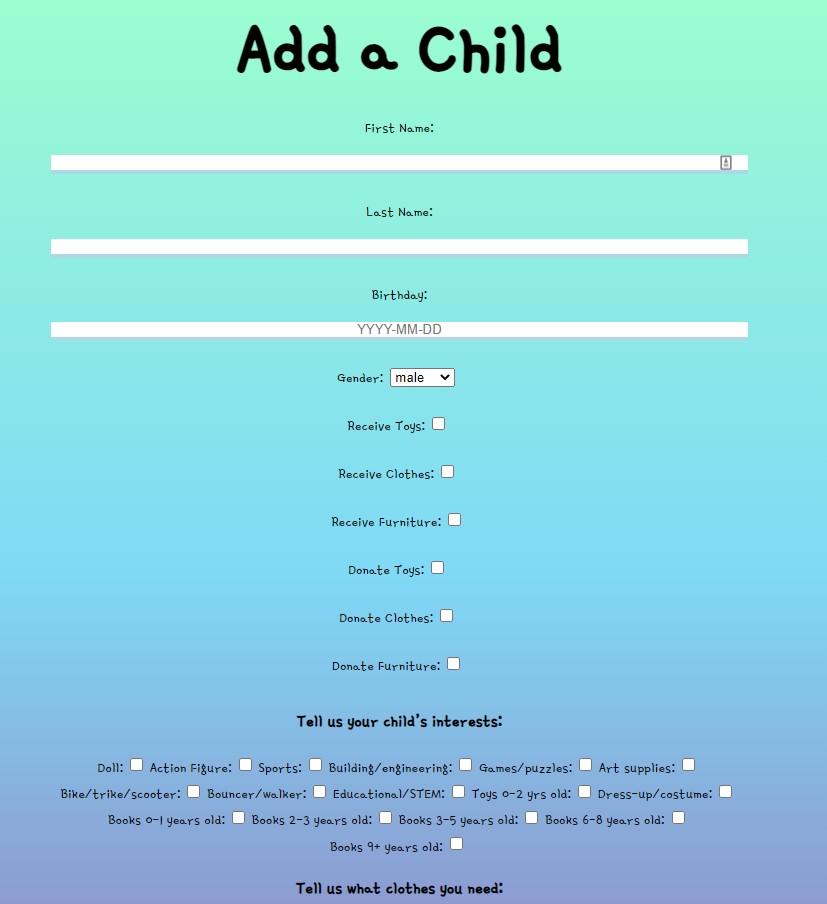 Add a Child
First Name:
Last Name:
Birthday:
YYYY-MM-DD
Gender: male
Receive Toys:
Receive Clothes:
Receive Furniture:
Donate Toys:
Donate Clothes:
Donate Furniture:
Tell us your child's interests:
Doll: Action Figure: Sports: Building/engineering: Games/puzzles: Art supplies:
Bike/trike/scooter: Bouncer/walker: Educational/STEM: Toys 0-2 yrs old: Dress-up/costume:
Books 0-1 years old: Books 2-3 years old: Books 3-5 years old: Books 6-8 years old:
Books 9+ years old:
Tell us what clothes you need: